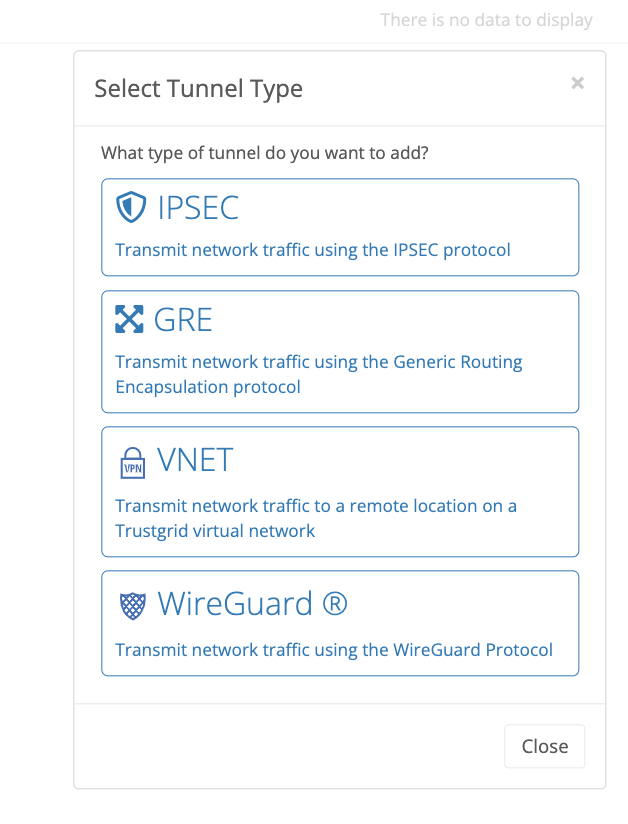 There is no data to display
Select Tunnel Type
×
What type of tunnel do you want to add?
IPSEC
Transmit network traffic using the IPSEC protocol
GRE
Transmit network traffic using the Generic Routing
Encapsulation protocol
VPN VNET
Transmit network traffic to a remote location on a
Trustgrid virtual network
WireGuard ®
Transmit network traffic using the WireGuard Protocol
Close